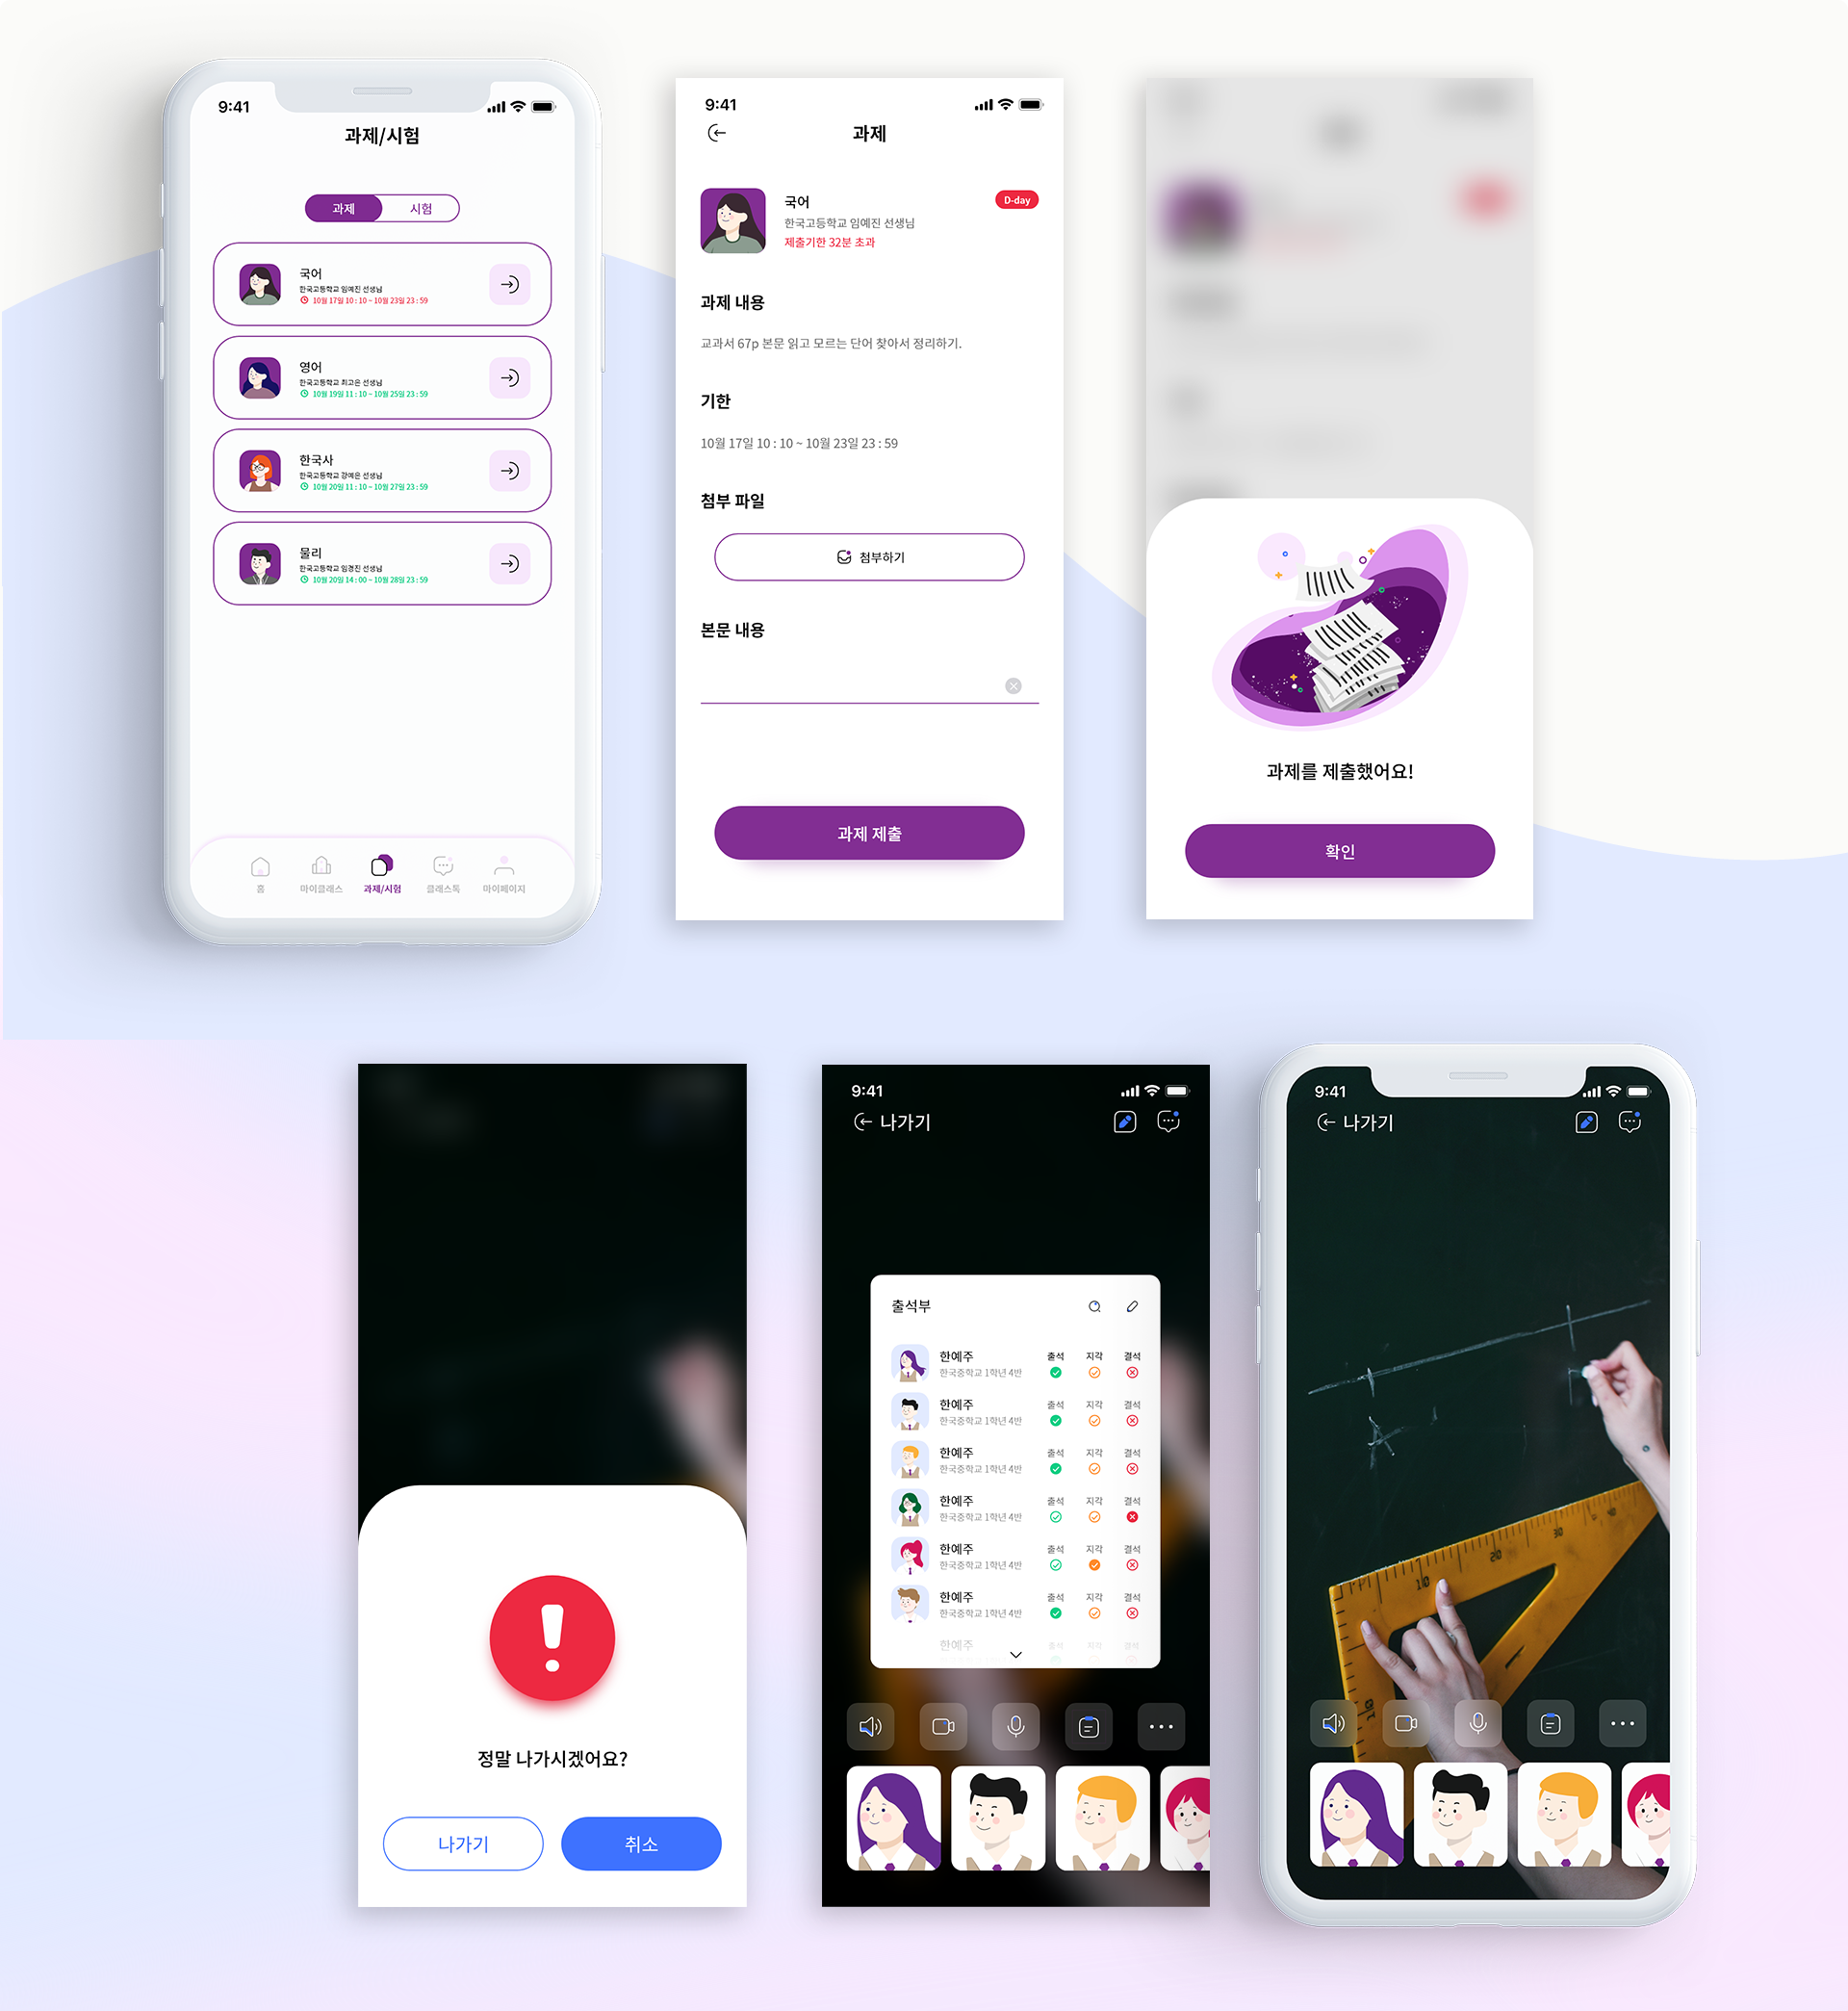 9:41
과제/시험
과제
시험
국어
한국고등학교 임예진 선생님
10월 17일 10 : 10 ~ 10월 23일 23 : 59
영어
한국고등학교 최고은 선생님
10월 19일 11 : 10 ~ 10월 25일 23 : 59
한국사
한국고등학교 강예은 선생님
10월 20일 11 : 10 ~ 10월 27일 23 : 59
물리
한국고등학교 임경진 선생님
10월 20일 14 : 00 ~ 10월 28일 23 : 59
홈
마이클래스
과제/시험
클래스톡
마이페이지
9:41
과제
국어
D-day
한국고등학교 임예진 선생님
제출기한 32분 초과
과제 내용
교과서 67p 본문 읽고 모르는 단어 찾아서 정리하기.
기한
10월 17일 10 : 10 ~ 10월 23일 23 : 59
첨부 파일
첨부하기
본문 내용
과제 제출
과제를 제출했어요!
확인
정말 나가시겠어요?
나가기
취소
9:41
나가기
출석부
한예주
출석 지각 결석
한국중학교 1학년 4반
한예주
출석 지각 결석
한국중학교 1학년 4반
한예주
출석 지각 결석
한국중학교 1학년 4반
한예주
출석 지각 결석
한국중학교 1학년 4반
한예주
출석 지각 결석
한국중학교 1학년 4반
한예주
출석 지각 결석
한국중학교 1학년 4반
한예주
출석 지각 결석
9:41
나가기
10
20
30
40